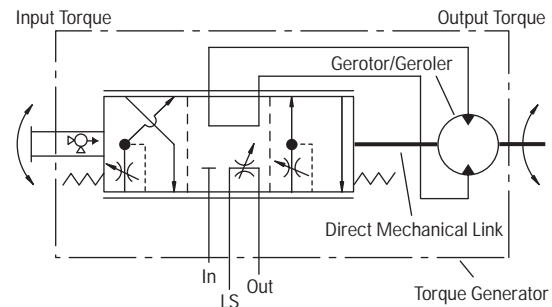 Input Torque
Output Torque
Gerotor/Geroler
Direct Mechanical Link
In
Out
LS
Torque Generator